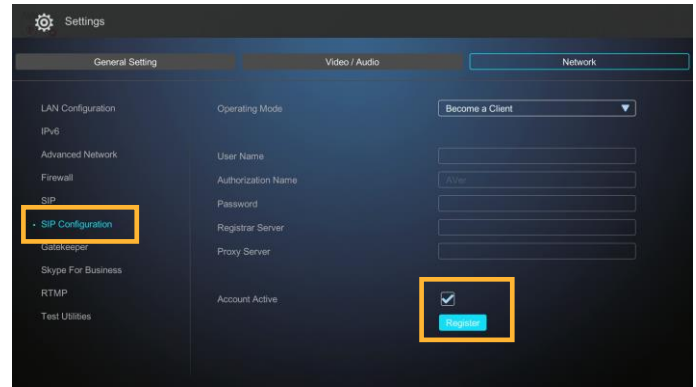 Settings
General Setting
Video / Audio
Network
LAN Configuration
IPv6
Advanced Network
Firewall
SIP
SIP Configuration
Gatekeeper
Skype For Business
RTMP
Test Utilities
Operating Mode
Become a Client
User Name
Authorization Name
AVer
Password
Registrar Server
Proxy Server
Account Active
Register